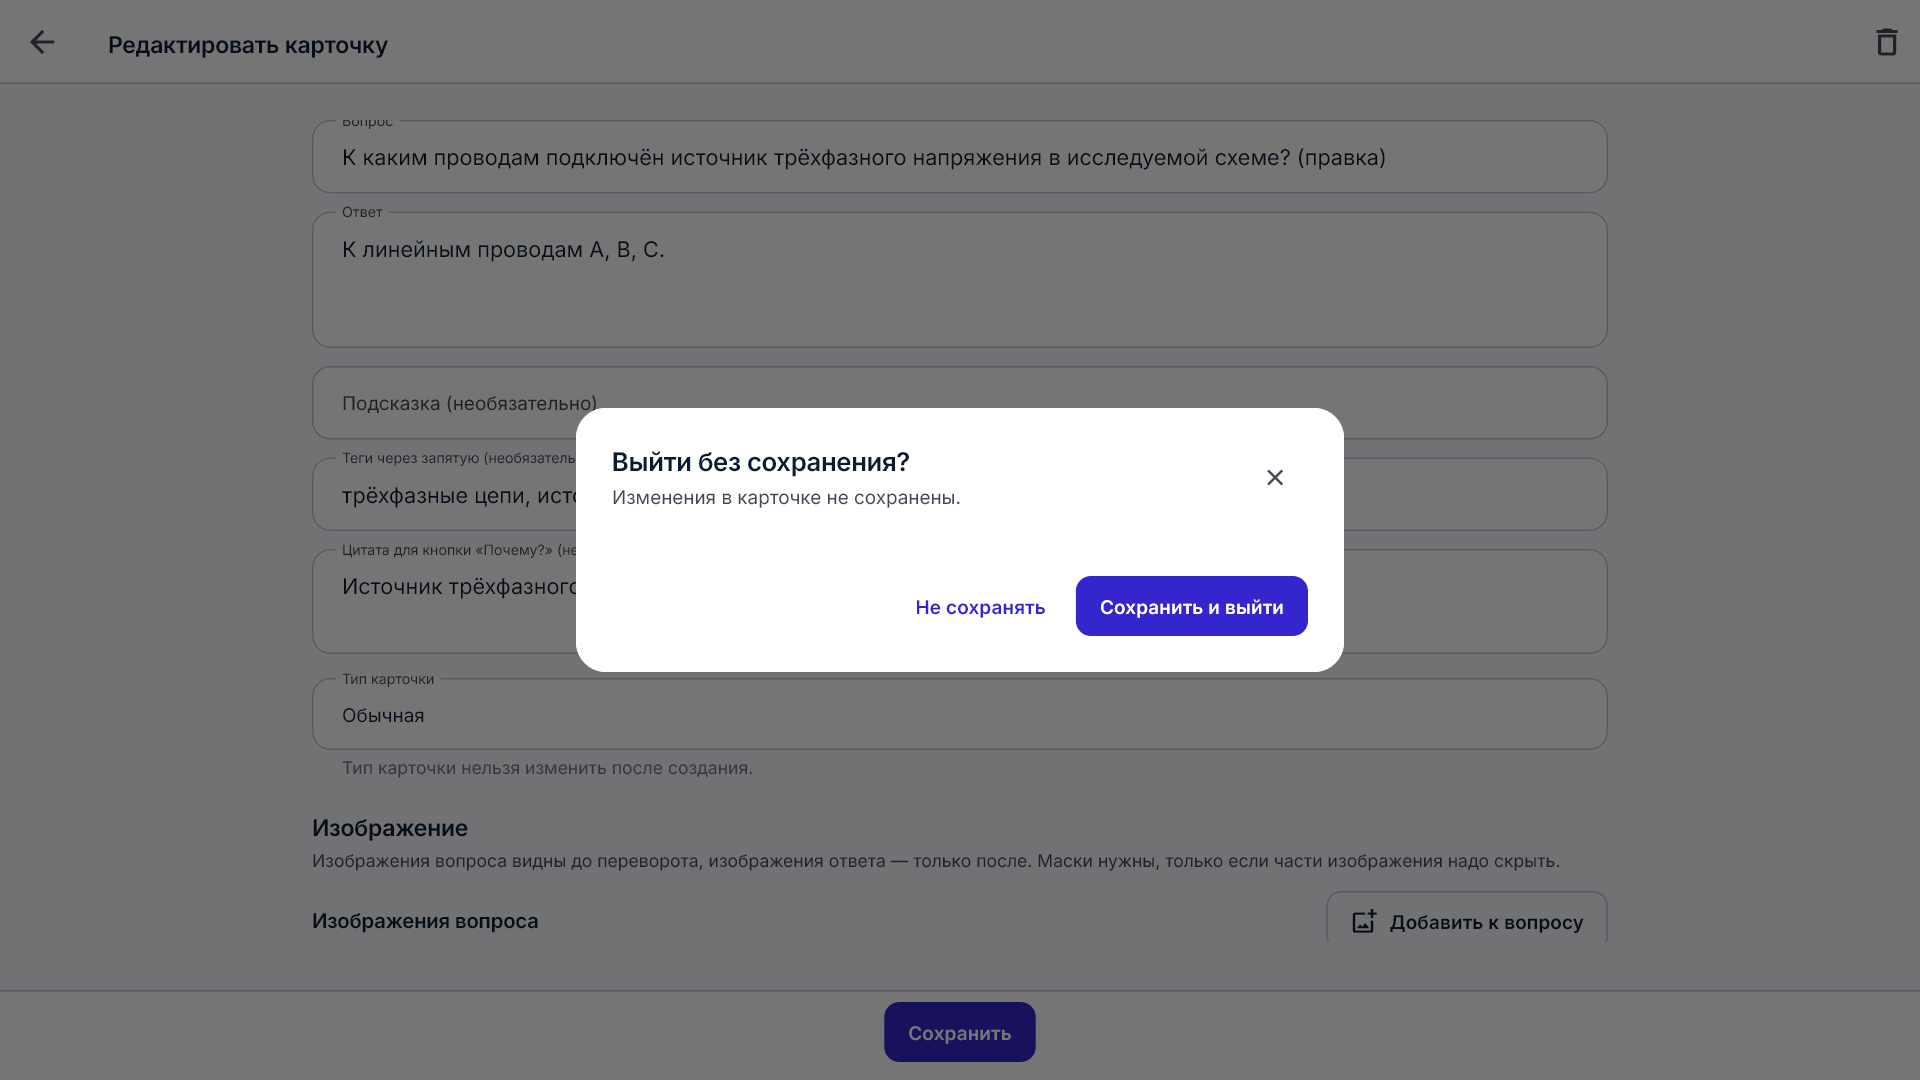 Редактировать карточку
Вопрос
К каким проводам подключён источник трёхфазного напряжения в исследуемой схеме? (правка)
Ответ
К линейным проводам A, B, C.
Подсказка (необязательно)
Теги через запятую (необязатель
трёхфазные цепи, ист
Цитата для кнопки «Почему?» (не
Источник трёхфазног
Выйти без сохранения?
Изменения в карточке не сохранены.
Не сохранять
Сохранить и выйти
Тип карточки
Обычная
Тип карточки нельзя изменить после создания.
Изображение
Изображения вопроса видны до переворота, изображения ответа — только после. Маски нужны, только если части изображения надо скрыть.
Изображения вопроса
Добавить к вопросу
Сохранить